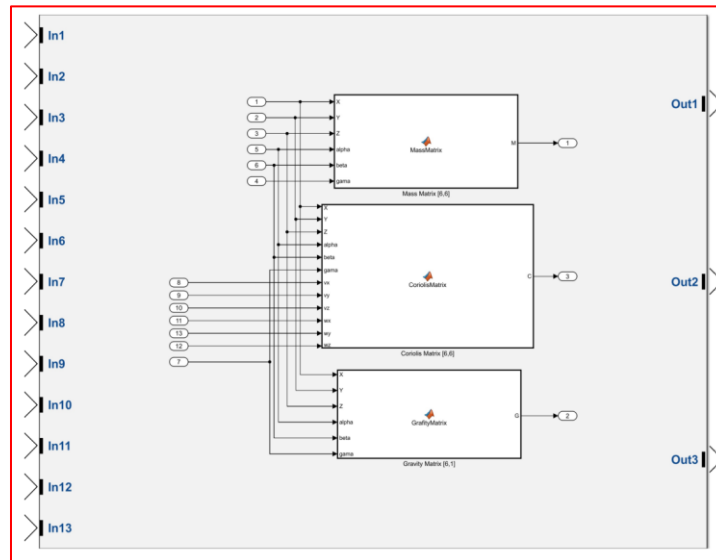 In1
In2
In3
In4
In5
In6
In7
In8
In9
In10
In11
In12
In13
1
2
3
5
6
4
X
Y
Z
alpha
beta
gama
MassMatrix
M
1
Mass Matrix [6,6]
8
9
10
11
13
12
7
X
Y
Z
alpha
beta
gama
vx
vy
vz
wx
wy
wz
CoriolisMatrix
C
3
Coriolis Matrix [6,6]
X
Y
Z
alpha
beta
gama
GrafityMatrix
G
2
Gravity Matrix [6,1]
Out1
Out2
Out3